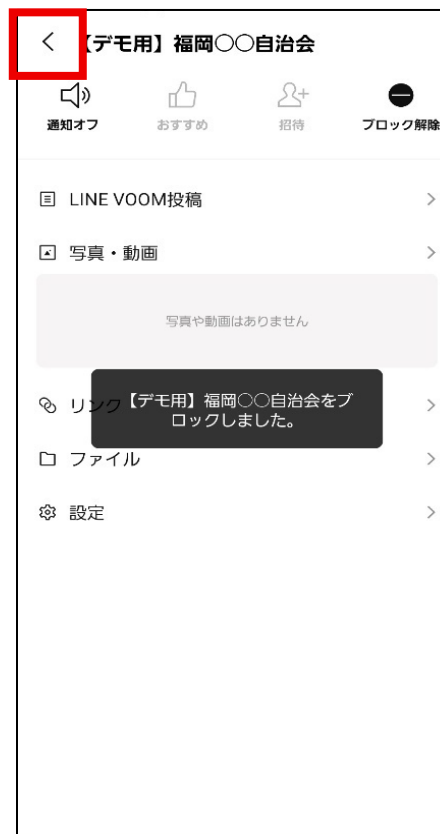 【デモ用】福岡○○自治会
通知オフ
おすすめ
招待
ブロック解除
LINE VOOM投稿
写真・動画
写真や動画はありません
リンク
【デモ用】福岡○○自治会をブ
ロックしました。
ファイル
設定